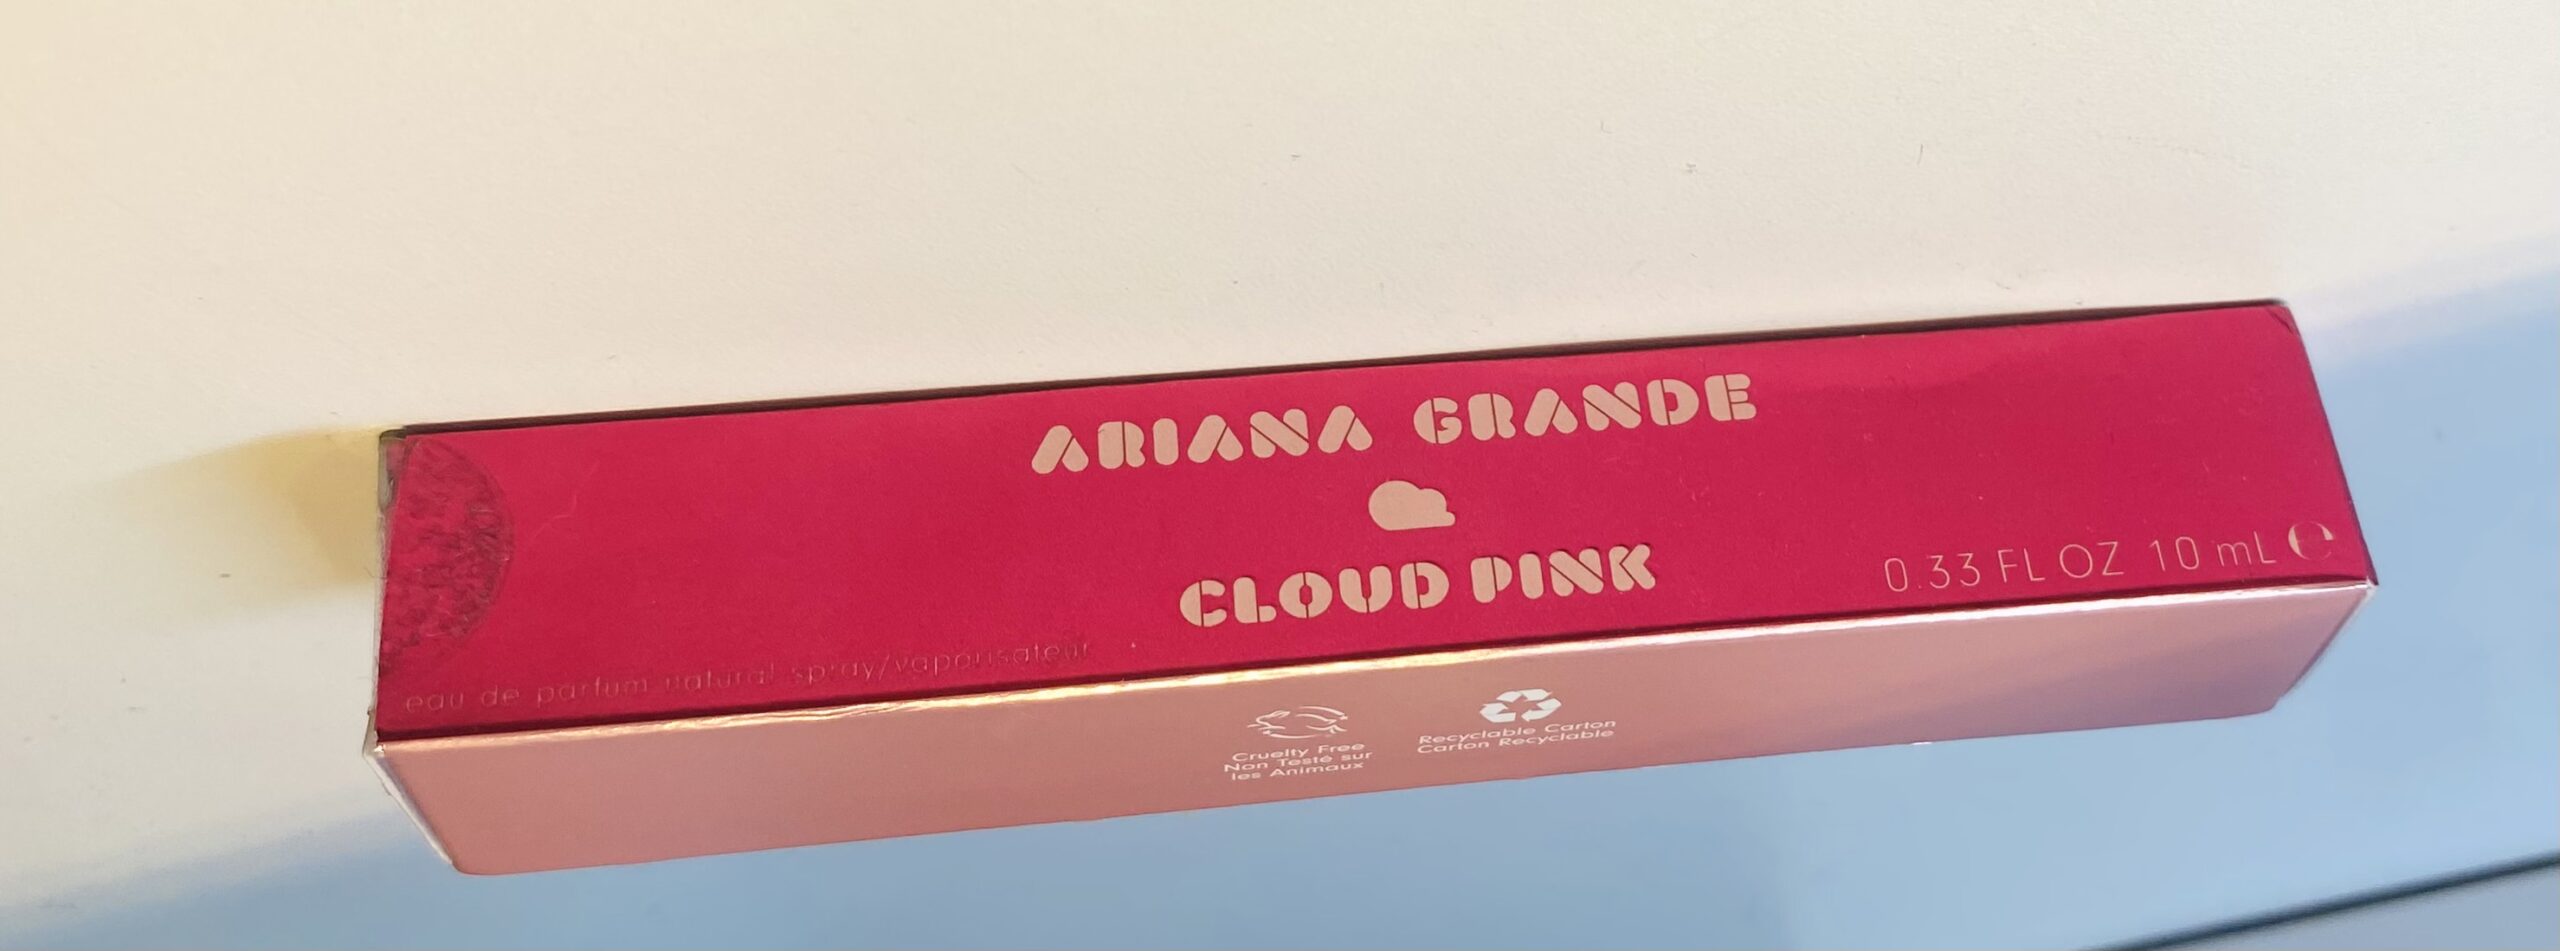 ARIANA GRANDE
CLOUD PINK
0.33 FL OZ 10 mL ℮
eau de parfum natural spray/vaporisateur
Cruelty Free
Non Testé sur
les Animaux
Recyclable Carton
Carton Recyclable